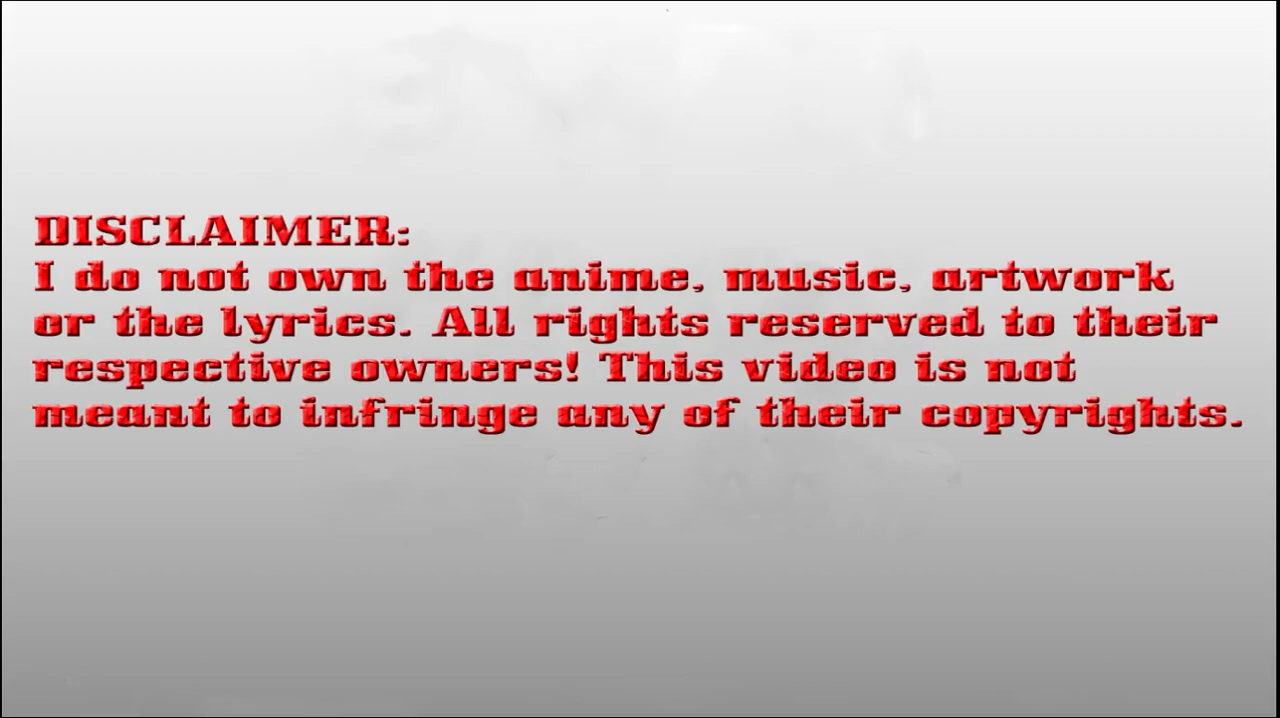 DISCLAIMER:
I do not own the anime, music, artwork
or the lyrics. All rights reserved to their
respective owners! This video is not
meant to infringe any of their copyrights.